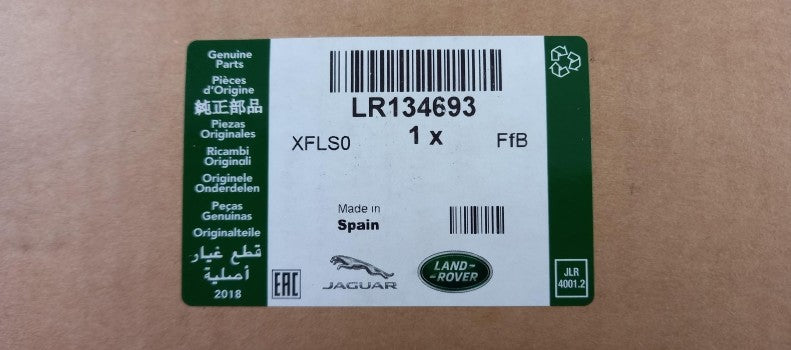 Genuine
Parts
Pièces
d'Origine
純正部品
Piezas
Originales
Ricambi
Originali
Originele
Onderdelen
Peças
Genuinas
Originalteile
قطع غيار
أصلية
2018
LR134693
1 x
XFLS0
FfB
Made in
Spain
EAC
JAGUAR
LAND-
-ROVER
JLR
4001.2